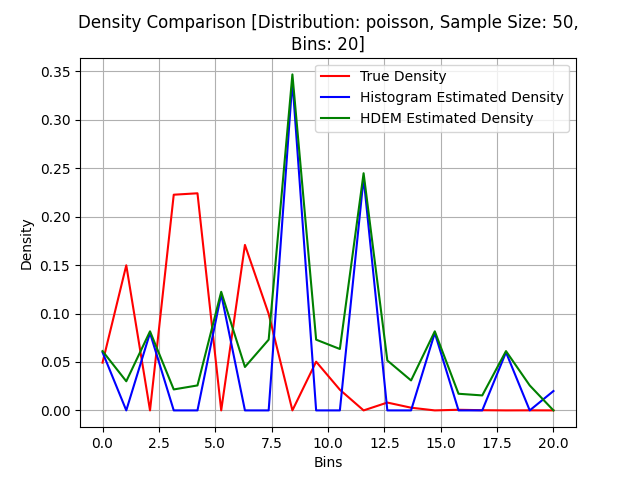 Density Comparison [Distribution: poisson, Sample Size: 50,
Bins: 20]
True Density
Histogram Estimated Density
HDEM Estimated Density
Density
0.35
0.30
0.25
0.20
0.15
0.10
0.05
0.00
0.0 2.5 5.0 7.5 10.0 12.5 15.0 17.5 20.0
Bins